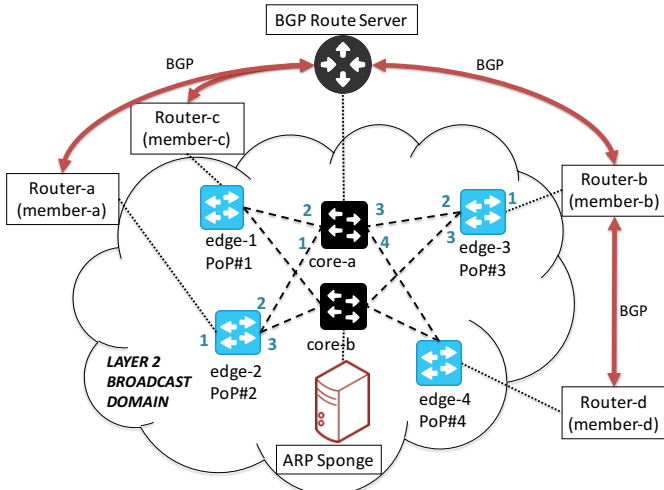 BGP Route Server
BGP
BGP
Router-c
(member-c)
Router-a
(member-a)
Router-b
(member-b)
2
3
2
1
edge-1
PoP#1
1
4
3
edge-3
PoP#3
core-a
2
1
3
BGP
core-b
LAYER 2
BROADCAST
DOMAIN
edge-2
PoP#2
edge-4
PoP#4
Router-d
(member-d)
ARP Sponge